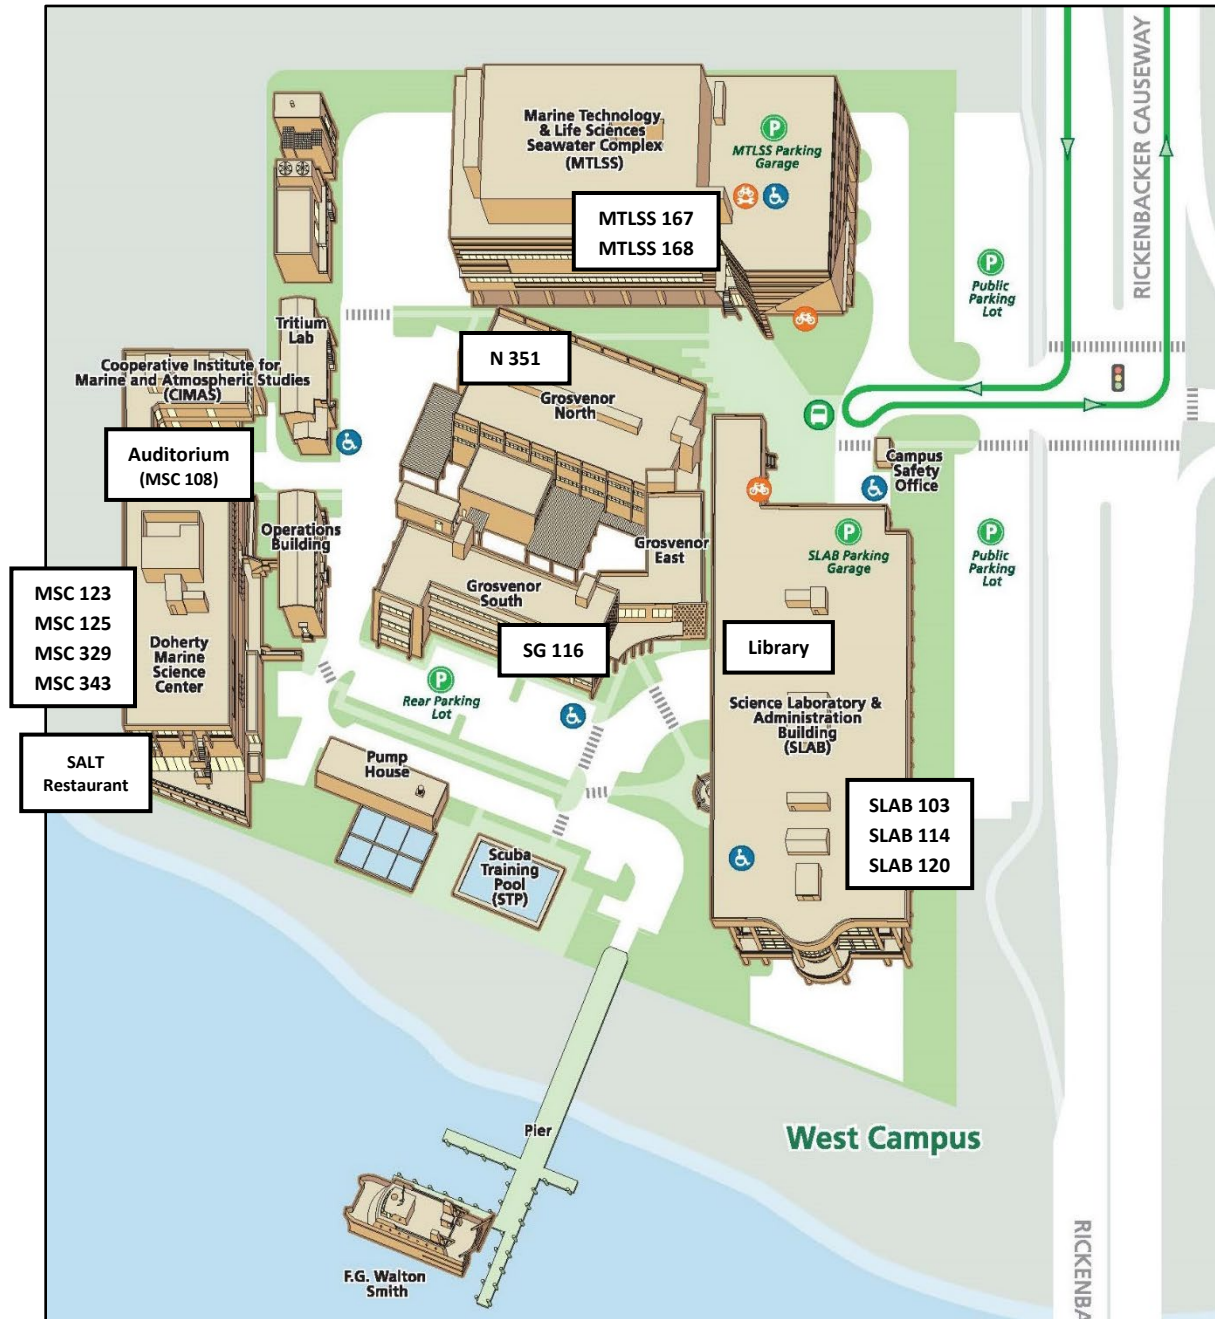 Marine Technology
& Life Sciences
Seawater Complex
(MTLSS)
P
MTLSS Parking
Garage
MTLSS 167
MTLSS 168
RICKENBACKER CAUSEWAY
P
Public
Parking
Lot
Tritium
Lab
N 351
Grosvenor
North
Cooperative Institute for
Marine and Atmospheric Studies
(CIMAS)
Auditorium
(MSC 108)
Campus
Safety
Office
Operations
Building
Grosvenor
East
P
SLAB Parking
Garage
P
Public
Parking
Lot
Grosvenor
South
MSC 123
MSC 125
MSC 329
MSC 343
Doherty
Marine
Science
Center
SG 116
Library
P
Rear Parking
Lot
Science Laboratory &
Administration
Building
(SLAB)
SALT
Restaurant
Pump
House
SLAB 103
SLAB 114
SLAB 120
Scuba
Training
Pool
(STP)
Pier
West Campus
F.G. Walton
Smith
RICKENBA